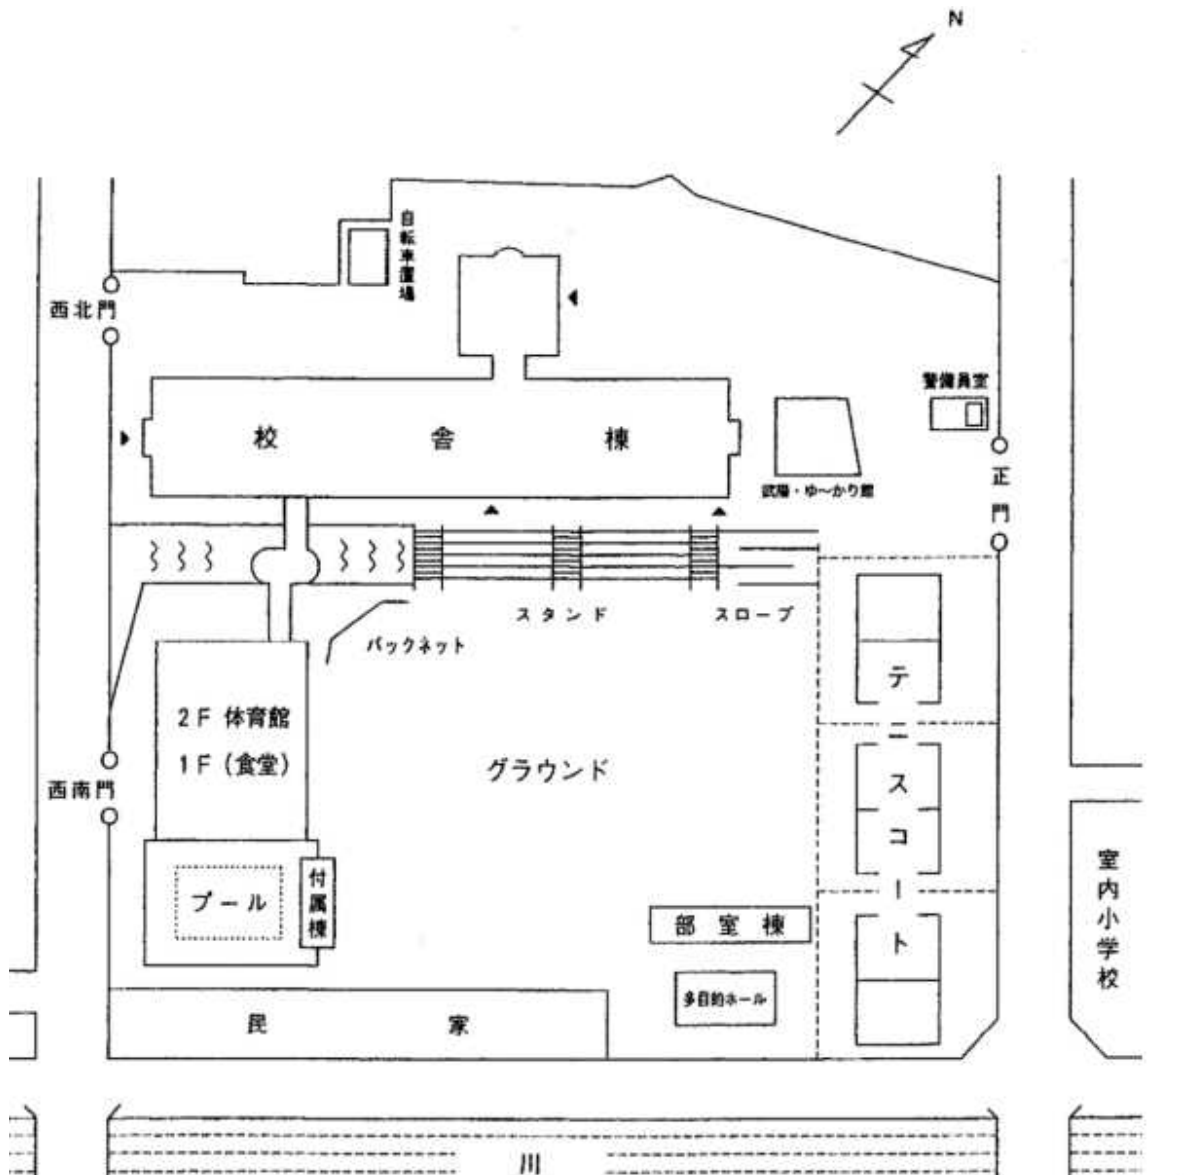 N
自転車置場
西北門
警備員室
校舎棟
正門
武陽・ゆ〜かり館
スタンド
スロープ
バックネット
テニスコート
2F 体育館
1F (食堂)
グラウンド
西南門
プール
付属棟
部室棟
室内小学校
多目的ホール
民家
川